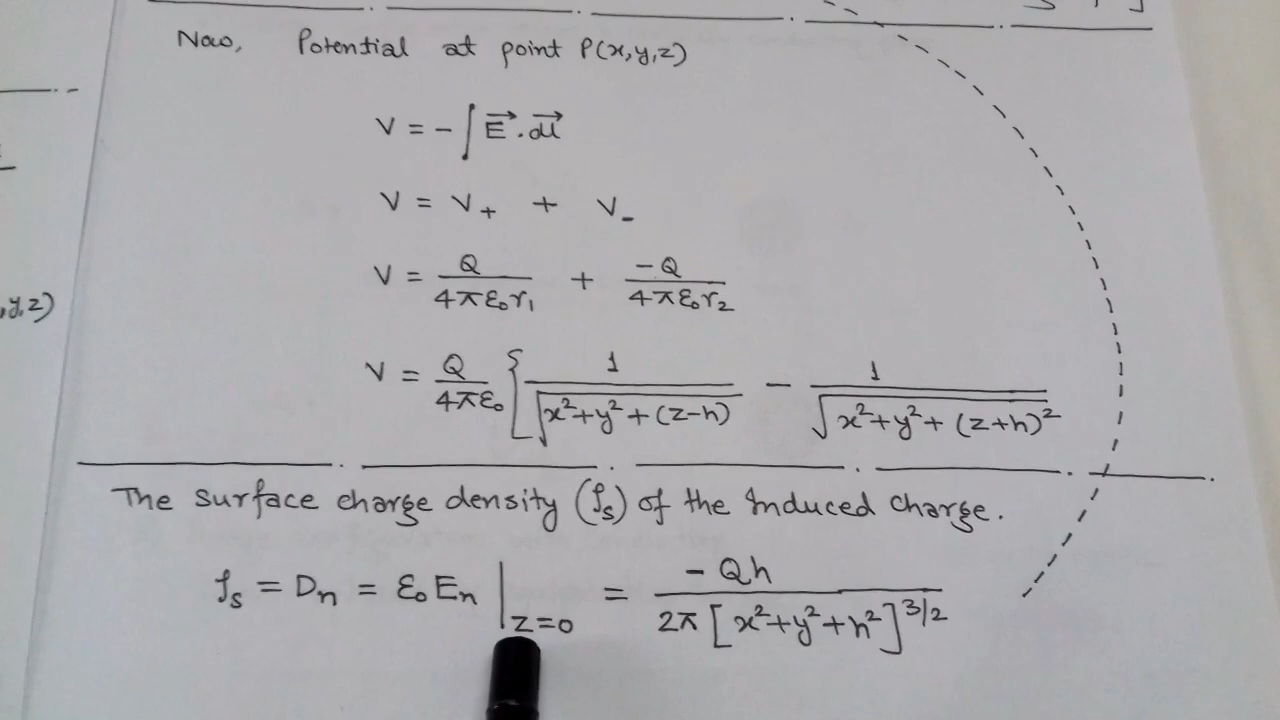 Now, Potential at point P(x,y,z)
V = -∫ E⃗ . dl⃗
V = V₊ + V₋
,y,z)
V = Q/4πε₀r₁ + -Q/4πε₀r₂
V = Q/4πε₀ [ 1/√x²+y²+(z-h) - 1/√x²+y²+(z+h)²
The surface charge density (ρₛ) of the Induced Charge.
ρₛ = Dₙ = ε₀Eₙ |z=0 = -Qh/2π[x²+y²+h²]^3/2